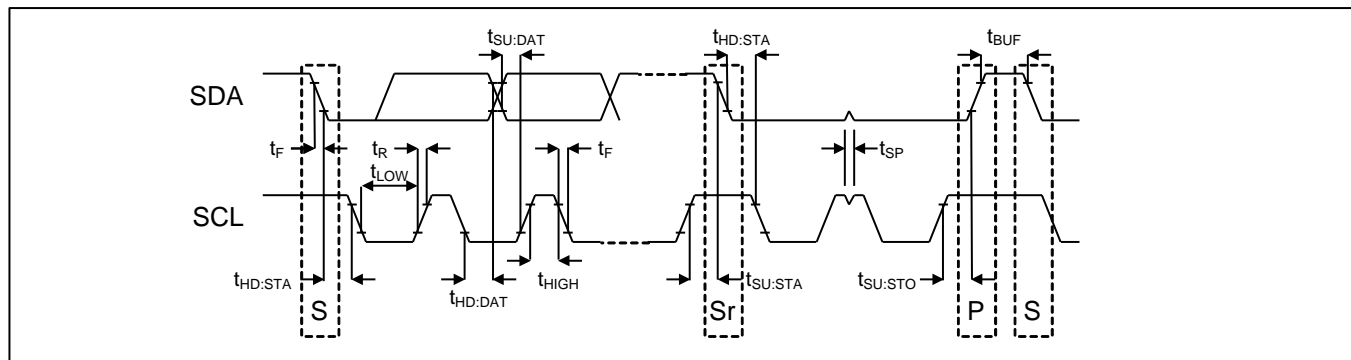 tSU:DAT
tHD:STA
tBUF
SDA
tF
tR
tLOW
tF
tSP
SCL
tHD:STA
tHD:DAT
tHIGH
tSU:STA
tSU:STO
S
Sr
P
S